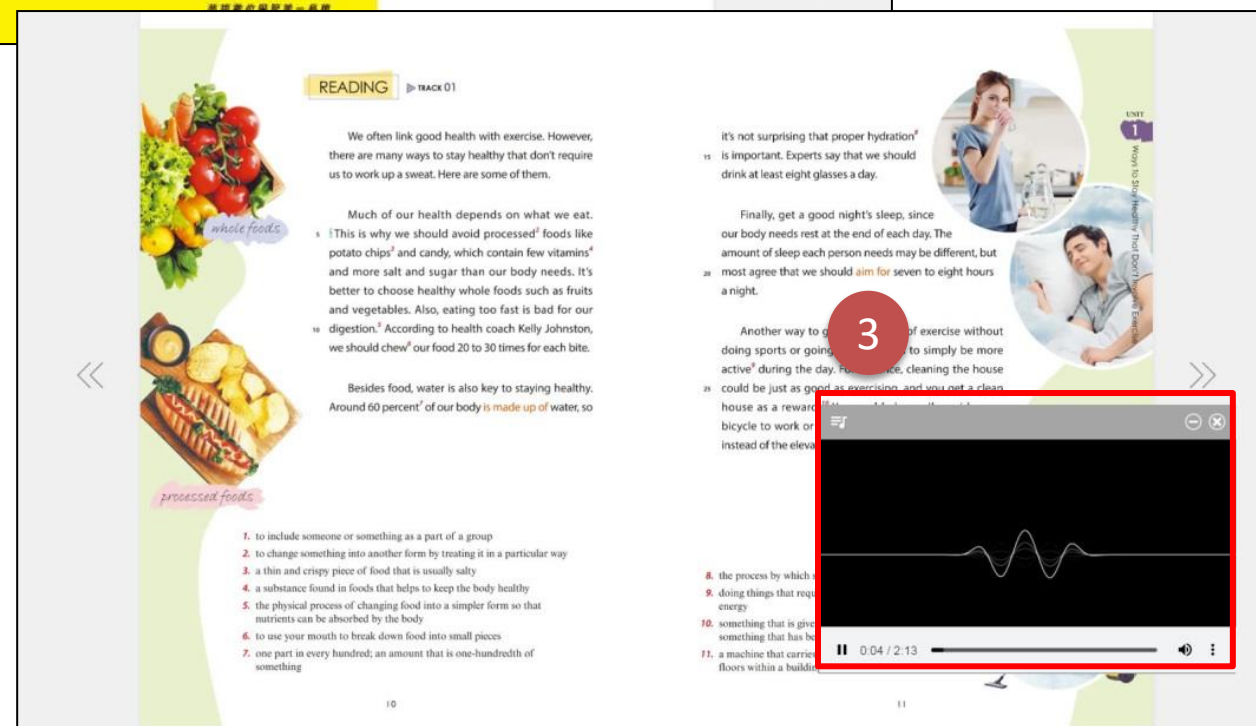 READING
TRACK 01
We often link good health with exercise. However,
there are many ways to stay healthy that don't require
us to work up a sweat. Here are some of them.
Much of our health depends on what we eat.
5 This is why we should avoid processed2 foods like
potato chips3 and candy, which contain few vitamins4
and more salt and sugar than our body needs. It's
better to choose healthy whole foods such as fruits
and vegetables. Also, eating too fast is bad for our
10 digestion.5 According to health coach Kelly Johnston,
we should chew6 our food 20 to 30 times for each bite.
Besides food, water is also key to staying healthy.
Around 60 percent7 of our body is made up of water, so
whole foods
processed foods
1. to include someone or something as a part of a group
2. to change something into another form by treating it in a particular way
3. a thin and crispy piece of food that is usually salty
4. a substance found in foods that helps to keep the body healthy
5. the physical process of changing food into a simpler form so that
nutrients can be absorbed by the body
6. to use your mouth to break down food into small pieces
7. one part in every hundred; an amount that is one-hundredth of
something
10
it's not surprising that proper hydration8
15 is important. Experts say that we should
drink at least eight glasses a day.
Finally, get a good night's sleep, since
our body needs rest at the end of each day. The
amount of sleep each person needs may be different, but
20 most agree that we should aim for seven to eight hours
a night.
Another way to of exercise without
doing sports or going to simply be more
active9 during the day. cleaning the house
25 could be just as good as exercising, and you get a clean
house as a reward.10
bicycle to work or
instead of the
8. the process by which
9. doing things that
energy
10. something that is
something that has
11. a machine that
floors within a
11
UNIT
1
Ways to Stay Healthy That Don't Involve Exercise
3
0:04 / 2:13